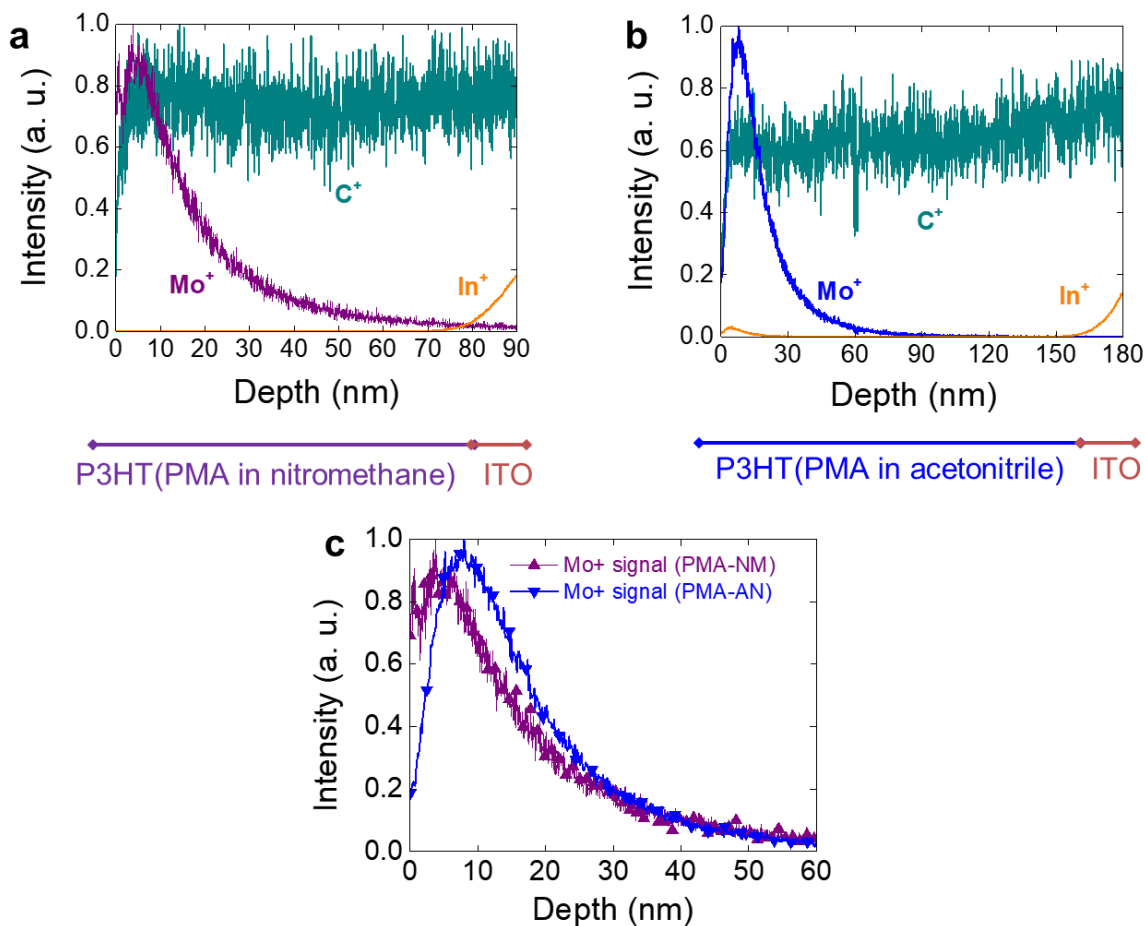 a
1.0
0.8
0.6
0.4
0.2
0.0
Intensity (a. u.)
C+
Mo+
In+
0 10 20 30 40 50 60 70 80 90
Depth (nm)
P3HT(PMA in nitromethane) ITO
b
1.0
0.8
0.6
0.4
0.2
0.0
Intensity (a. u.)
C+
Mo+
In+
0 30 60 90 120 150 180
Depth (nm)
P3HT(PMA in acetonitrile) ITO
c
1.0
0.8
0.6
0.4
0.2
0.0
Intensity (a. u.)
Mo+ signal (PMA-NM)
Mo+ signal (PMA-AN)
0 10 20 30 40 50 60
Depth (nm)